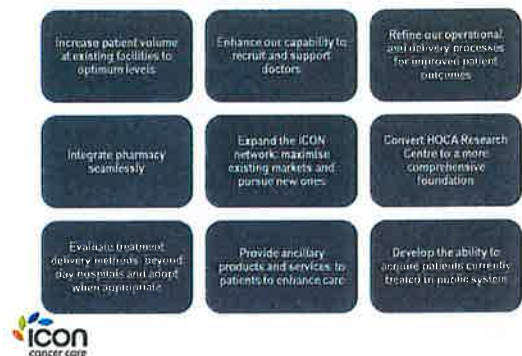 Increase patient volume
at existing facilities to
optimum levels
Enhance our capability to
recruit and support
doctors
Refine our operational
and delivery processes
for improved patient
outcomes
Integrate pharmacy
seamlessly
Expand the ICON
network: maximise
existing markets and
pursue new ones
Convert HOCA Research
Centre to a more
comprehensive
foundation
Evaluate treatment
delivery methods beyond
day hospitals and adopt
when appropriate
Provide ancillary
products and services to
patients to enhance care
Develop the ability to
acquire patients currently
treated in public system
icon
cancer care